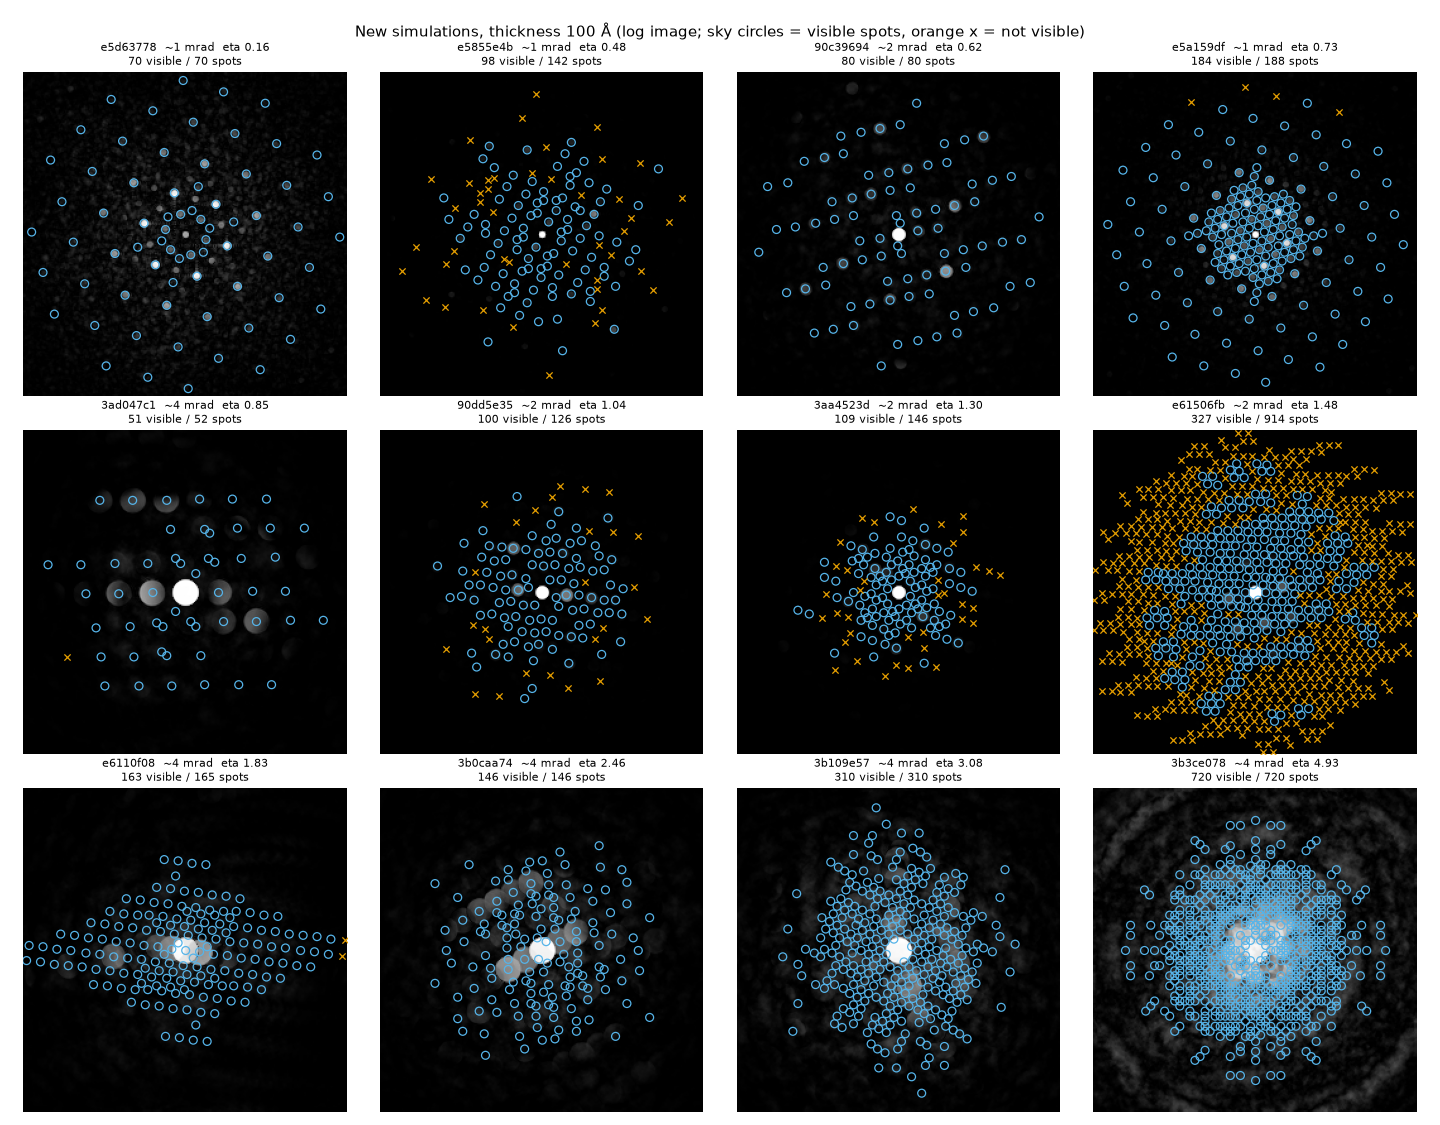 New simulations, thickness 100 Å (log image; sky circles = visible spots, orange x = not visible)
e5d63778 ~1 mrad eta 0.16
70 visible / 70 spots
e5855e4b ~1 mrad eta 0.48
98 visible / 142 spots
90c39694 ~2 mrad eta 0.62
80 visible / 80 spots
e5a159df ~1 mrad eta 0.73
184 visible / 188 spots
3ad047c1 ~4 mrad eta 0.85
51 visible / 52 spots
90dd5e35 ~2 mrad eta 1.04
100 visible / 126 spots
3aa4523d ~2 mrad eta 1.30
109 visible / 146 spots
e61506fb ~2 mrad eta 1.48
327 visible / 914 spots
e6110f08 ~4 mrad eta 1.83
163 visible / 165 spots
3b0caa74 ~4 mrad eta 2.46
146 visible / 146 spots
3b109e57 ~4 mrad eta 3.08
310 visible / 310 spots
3b3ce078 ~4 mrad eta 4.93
720 visible / 720 spots